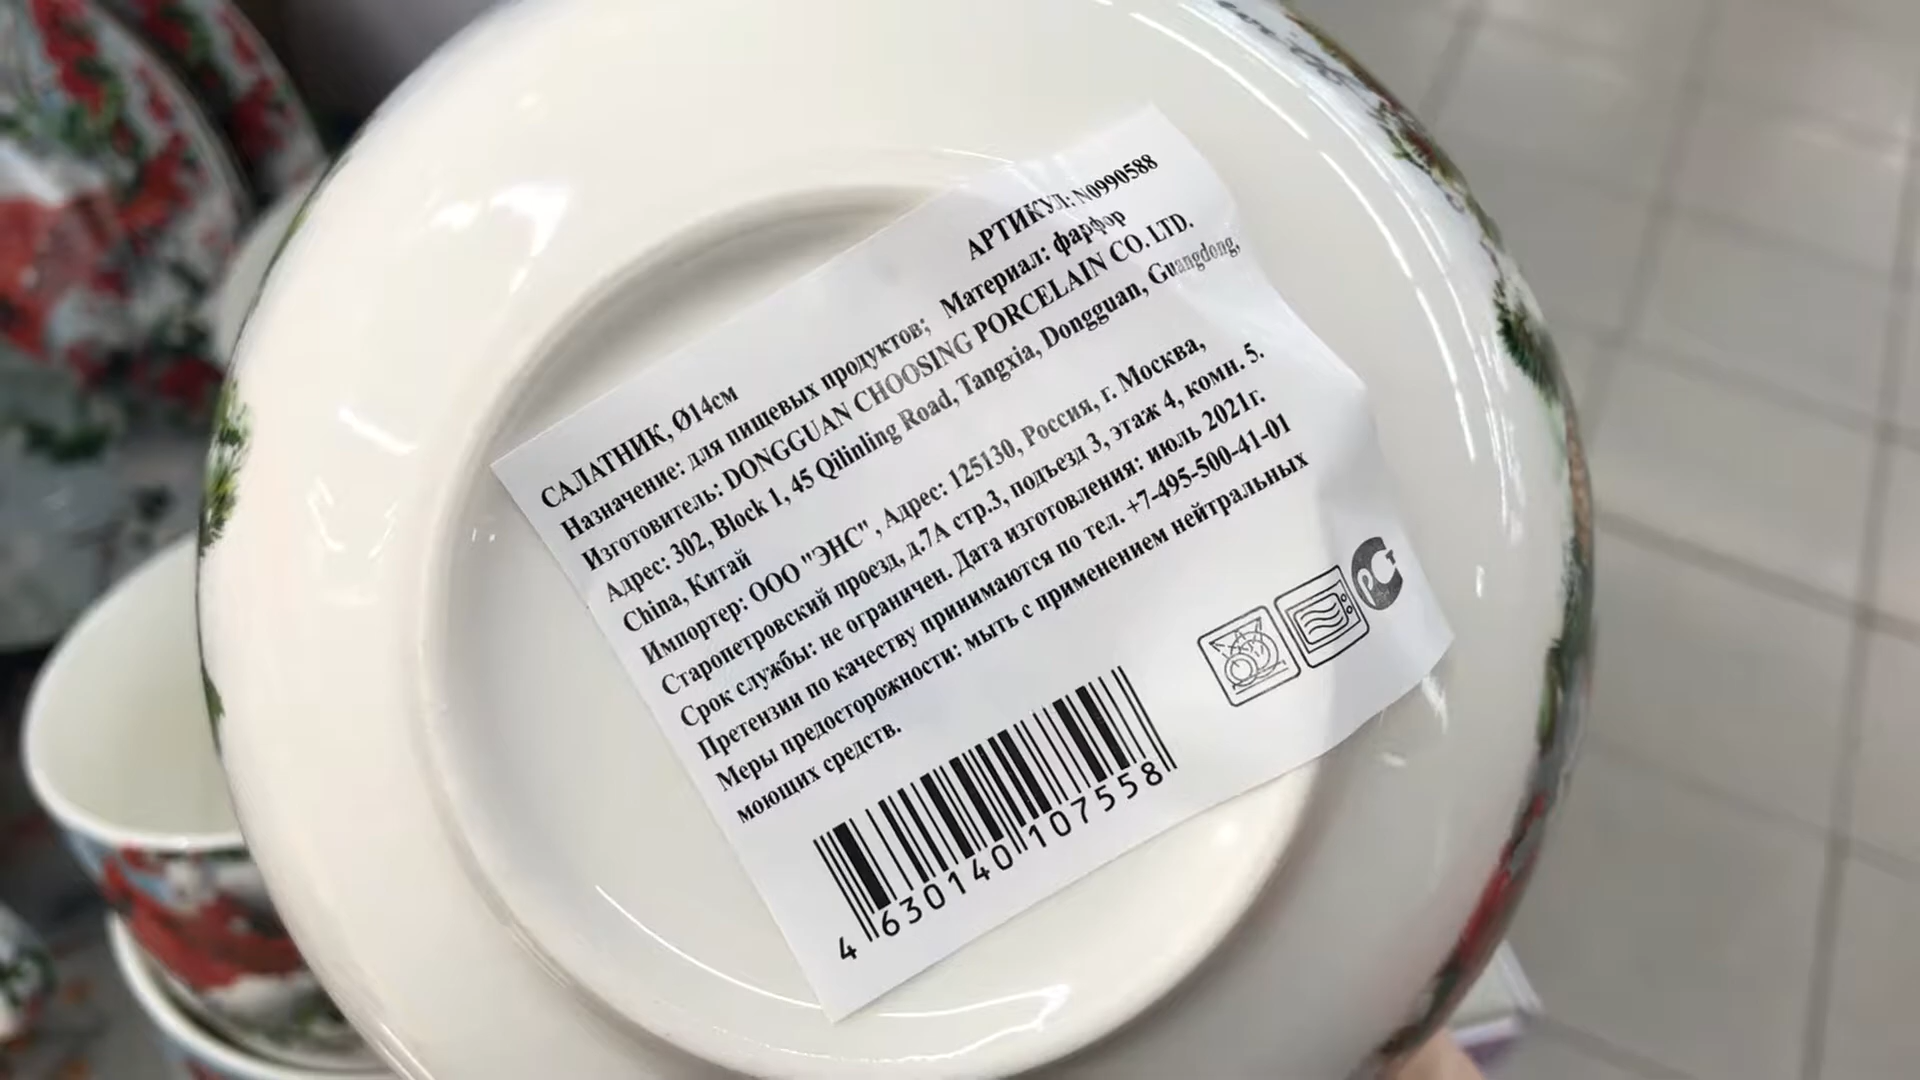 САЛАТНИК, Ø14см АРТИКУЛ: N0990588
Назначение: для пищевых продуктов; Материал: фарфор
Изготовитель: DONGGUAN CHOOSING PORCELAIN CO. LTD.
Адрес: 302, Block 1, 45 Qilinling Road, Tangxia, Dongguan, Guangdong,
China, Китай
Импортер: ООО "ЭНС", Адрес: 125130, Россия, г. Москва,
Старопетровский проезд, д.7А стр.3, подъезд 3, этаж 4, комн. 5.
Срок службы: не ограничен. Дата изготовления: июль 2021г.
Претензии по качеству принимаются по тел. +7-495-500-41-01
Меры предосторожности: мыть с применением нейтральных
моющих средств.
4 630140 107558